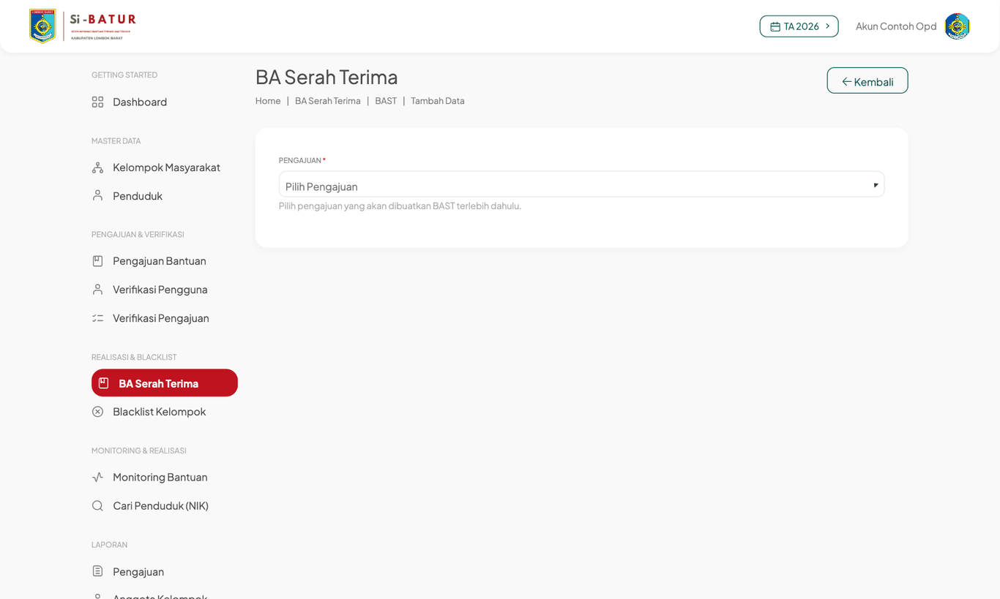 LOMBOK BARAT
Si-BATUR
KABUPATEN LOMBOK BARAT
TA 2026
Akun Contoh Opd
GETTING STARTED
Dashboard
MASTER DATA
Kelompok Masyarakat
Penduduk
PENGAJUAN & VERIFIKASI
Pengajuan Bantuan
Verifikasi Pengguna
Verifikasi Pengajuan
REALISASI & BLACKLIST
BA Serah Terima
Blacklist Kelompok
MONITORING & REALISASI
Monitoring Bantuan
Cari Penduduk (NIK)
LAPORAN
Pengajuan
Anggota Kelompok
BA Serah Terima
Home | BA Serah Terima | BAST | Tambah Data
Kembali
PENGAJUAN *
Pilih Pengajuan
Pilih pengajuan yang akan dibuatkan BAST terlebih dahulu.